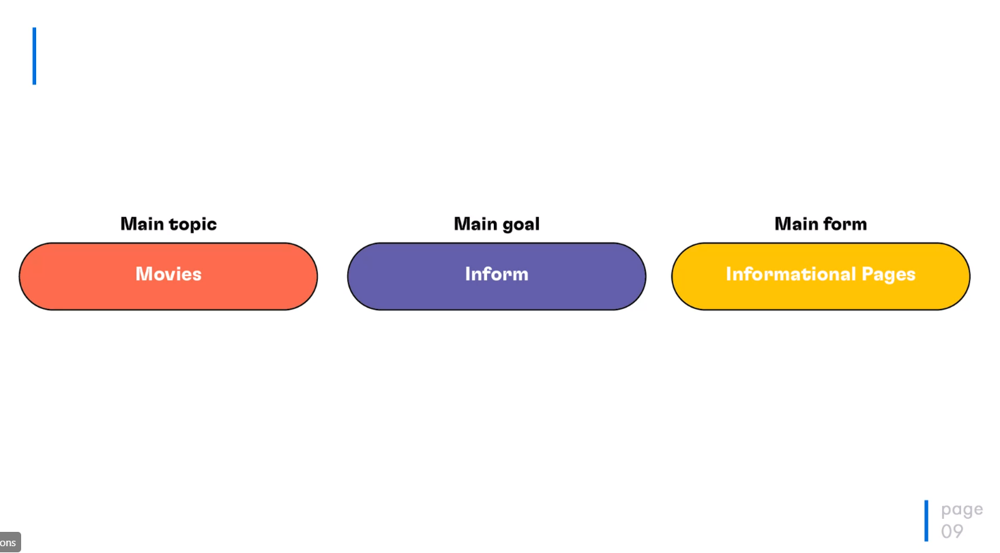 Main topic
Movies
Main goal
Inform
Main form
Informational Pages
page
09
ons